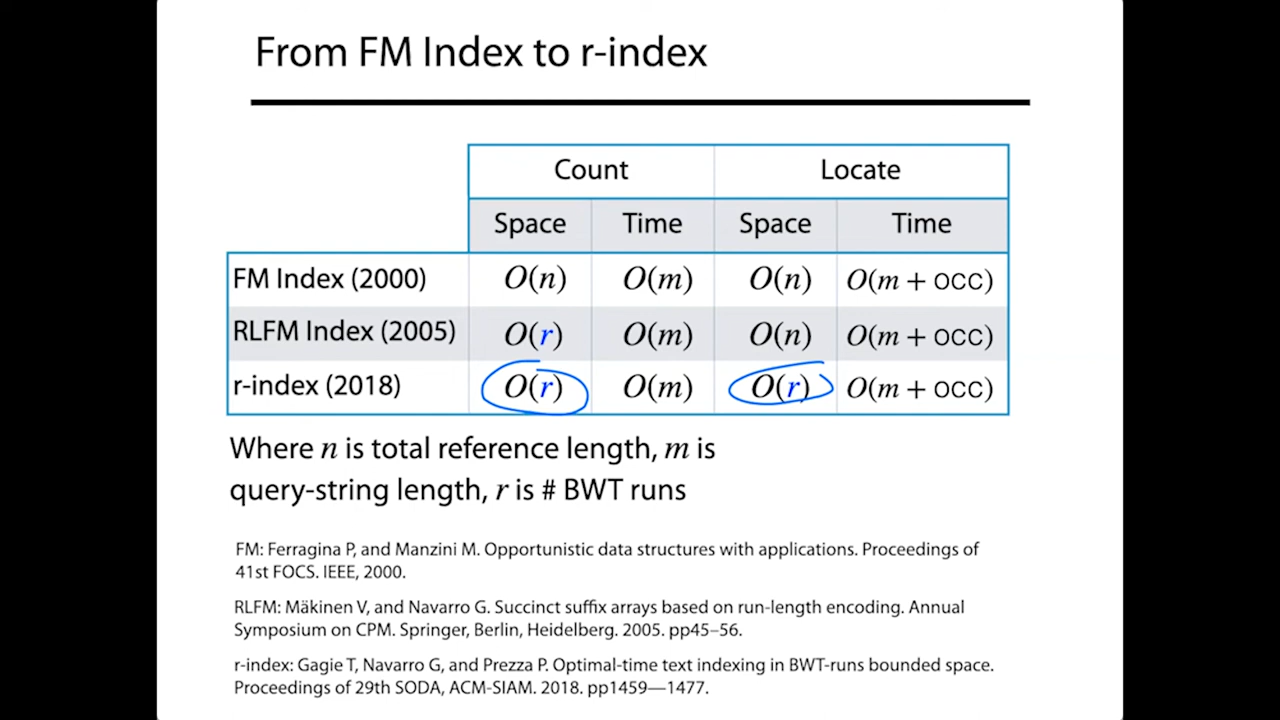 From FM Index to r-index
Count Locate
Space Time Space Time
FM Index (2000) O(n) O(m) O(n) O(m + occ)
RLFM Index (2005) O(r) O(m) O(n) O(m + occ)
r-index (2018) O(r) O(m) O(r) O(m + occ)
Where n is total reference length, m is
query-string length, r is # BWT runs
FM: Ferragina P, and Manzini M. Opportunistic data structures with applications. Proceedings of
41st FOCS. IEEE, 2000.
RLFM: Mäkinen V, and Navarro G. Succinct suffix arrays based on run-length encoding. Annual
Symposium on CPM. Springer, Berlin, Heidelberg. 2005. pp45–56.
r-index: Gagie T, Navarro G, and Prezza P. Optimal-time text indexing in BWT-runs bounded space.
Proceedings of 29th SODA, ACM-SIAM. 2018. pp1459—1477.